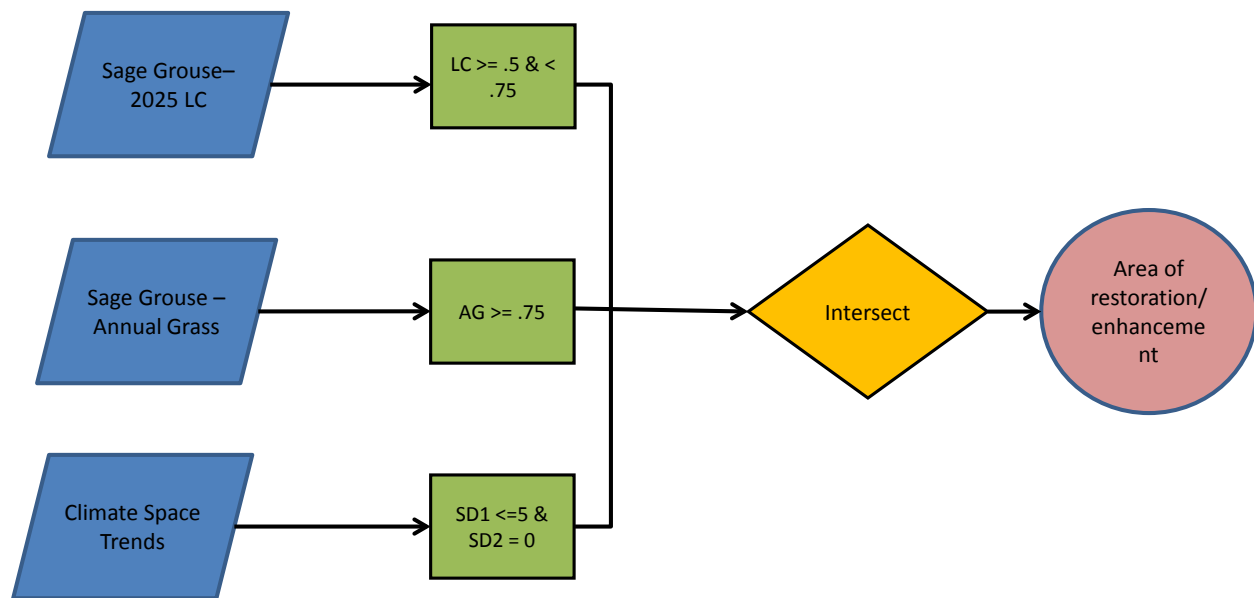 Sage Grouse–
2025 LC
LC >= .5 & <
.75
Sage Grouse –
Annual Grass
AG >= .75
Intersect
Area of
restoration/
enhanceme
nt
Climate Space
Trends
SD1 <=5 &
SD2 = 0